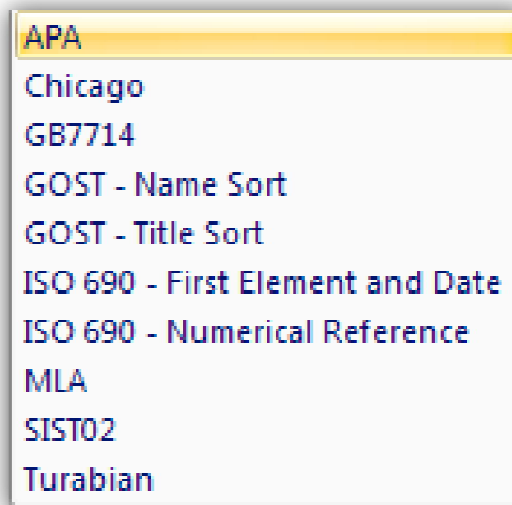 APA
Chicago
GB7714
GOST - Name Sort
GOST - Title Sort
ISO 690 - First Element and Date
ISO 690 - Numerical Reference
MLA
SIST02
Turabian